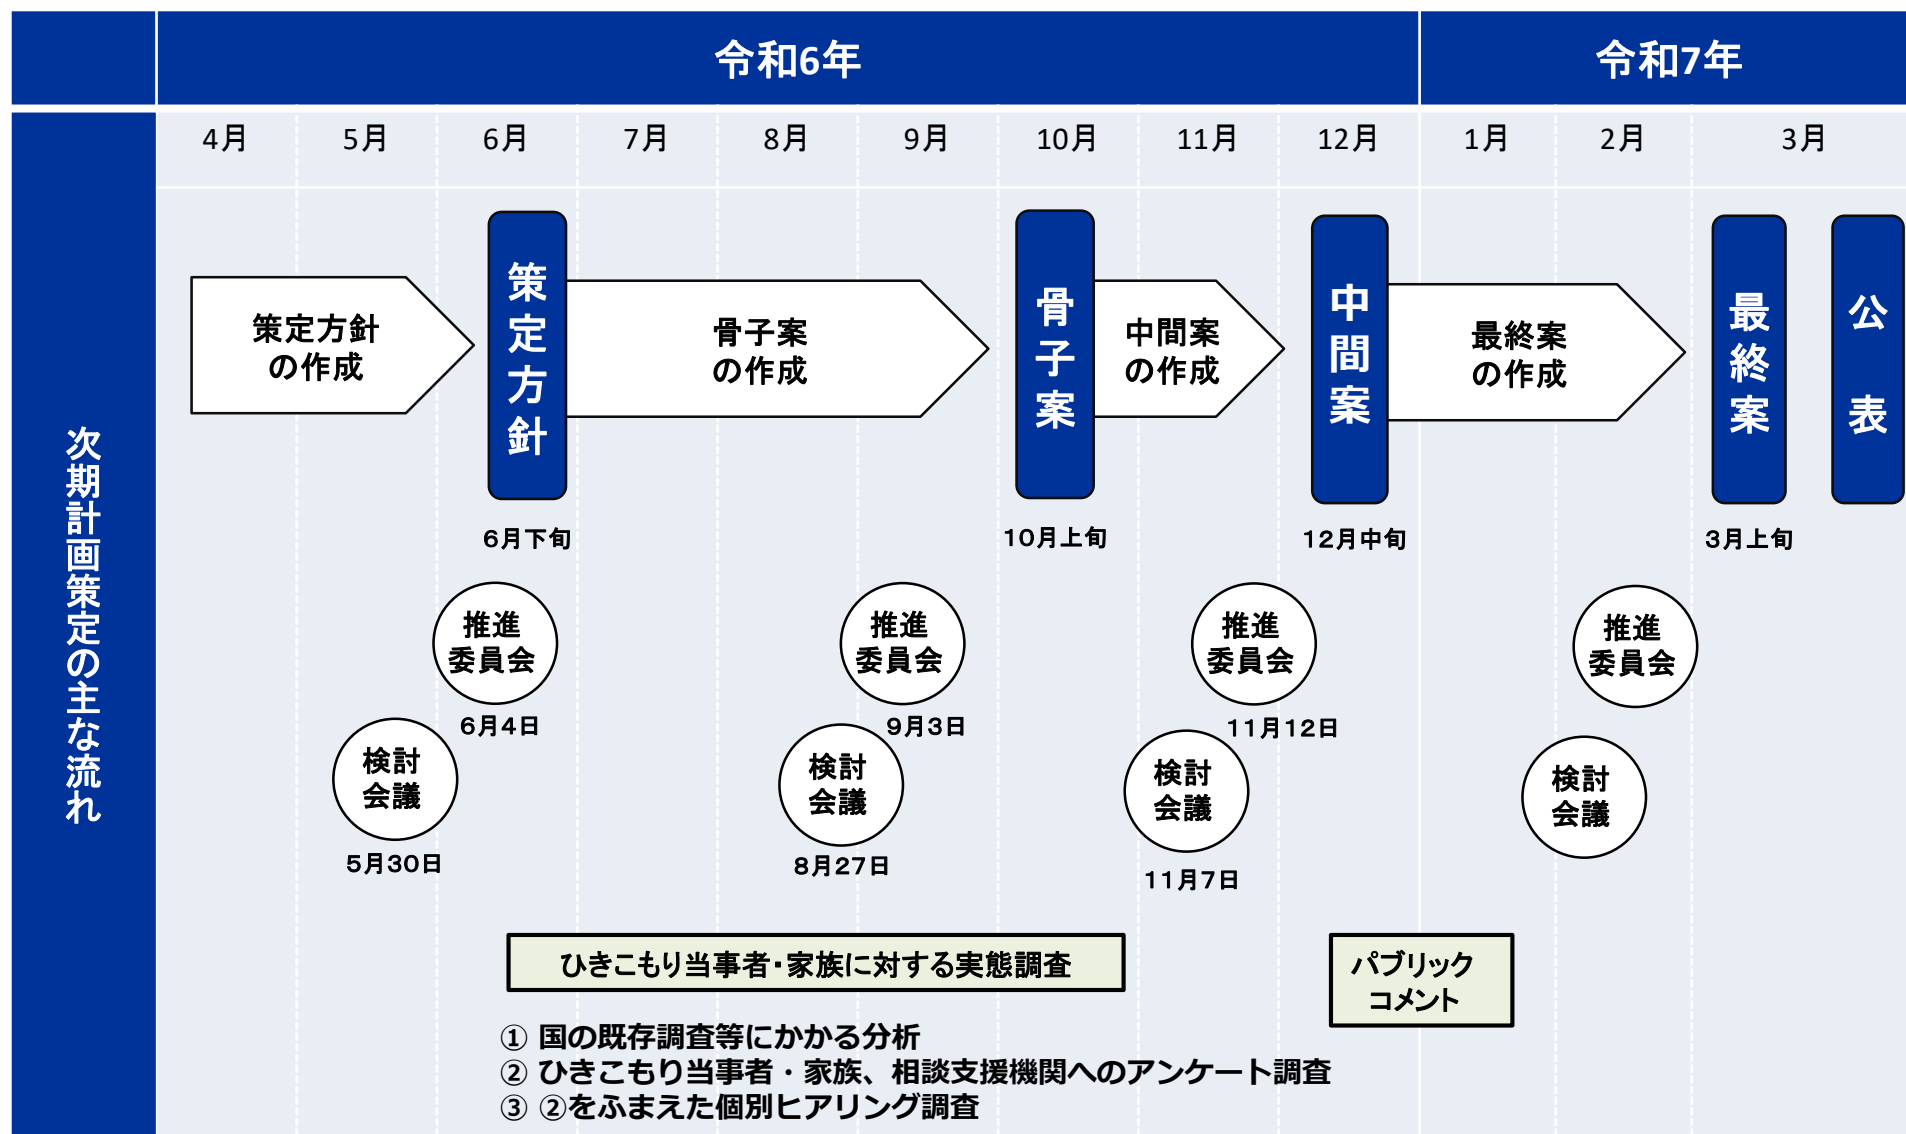 令和6年
令和7年
4月
5月
6月
7月
8月
9月
10月
11月
12月
1月
2月
3月
次期計画策定の主な流れ
策定方針
の作成
策定方針
骨子案
の作成
骨子案
中間案
の作成
中間案
最終案
の作成
最終案
公表
6月下旬
10月上旬
12月中旬
3月上旬
推進
委員会
6月4日
推進
委員会
9月3日
推進
委員会
11月12日
推進
委員会
検討
会議
5月30日
検討
会議
8月27日
検討
会議
11月7日
検討
会議
ひきこもり当事者・家族に対する実態調査
パブリック
コメント
① 国の既存調査等にかかる分析
② ひきこもり当事者・家族、相談支援機関へのアンケート調査
③ ②をふまえた個別ヒアリング調査